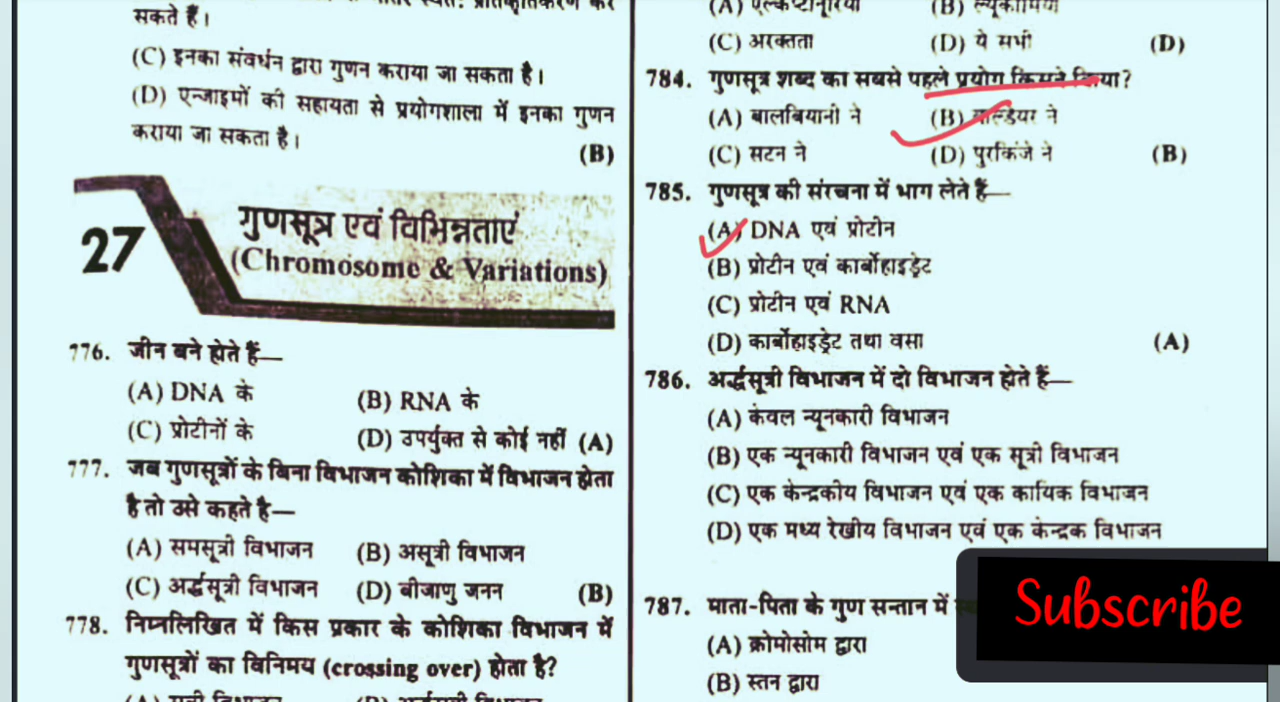 सकते हैं।
(C) इनका संवर्धन द्वारा गुणन कराया जा सकता है।
(D) एन्जाइमों की सहायता से प्रयोगशाला में इनका गुणन
कराया जा सकता है।
(B)
27
गुणसूत्र एवं विभिन्नताएं
(Chromosome & Variations)
776. जीन बने होते हैं—
(A) DNA के (B) RNA के
(C) प्रोटीनों के (D) उपर्युक्त से कोई नहीं (A)
777. जब गुणसूत्रों के बिना विभाजन कोशिका में विभाजन होता
है तो उसे कहते है—
(A) समसूत्री विभाजन (B) असूत्री विभाजन
(C) अर्द्धसूत्री विभाजन (D) बीजाणु जनन (B)
778. निम्नलिखित में किस प्रकार के कोशिका विभाजन में
गुणसूत्रों का विनिमय (crossing over) होता है?
(C) अरक्तता (D) ये सभी (D)
784. गुणसूत्र शब्द का सबसे पहले प्रयोग किसने किया?
(A) बालबियानी ने (B) वाल्डेयर ने
(C) सटन ने (D) पुरकिंजे ने (B)
785. गुणसूत्र की संरचना में भाग लेते हैं—
(A) DNA एवं प्रोटीन
(B) प्रोटीन एवं कार्बोहाइड्रेट
(C) प्रोटीन एवं RNA
(D) कार्बोहाइड्रेट तथा वसा (A)
786. अर्द्धसूत्री विभाजन में दो विभाजन होते हैं—
(A) केवल न्यूनकारी विभाजन
(B) एक न्यूनकारी विभाजन एवं एक सूत्री विभाजन
(C) एक केन्द्रकीय विभाजन एवं एक कायिक विभाजन
(D) एक मध्य रेखीय विभाजन एवं एक केन्द्रक विभाजन
787. माता-पिता के गुण सन्तान में
(A) क्रोमोसोम द्वारा
(B) स्तन द्वारा
Subscribe